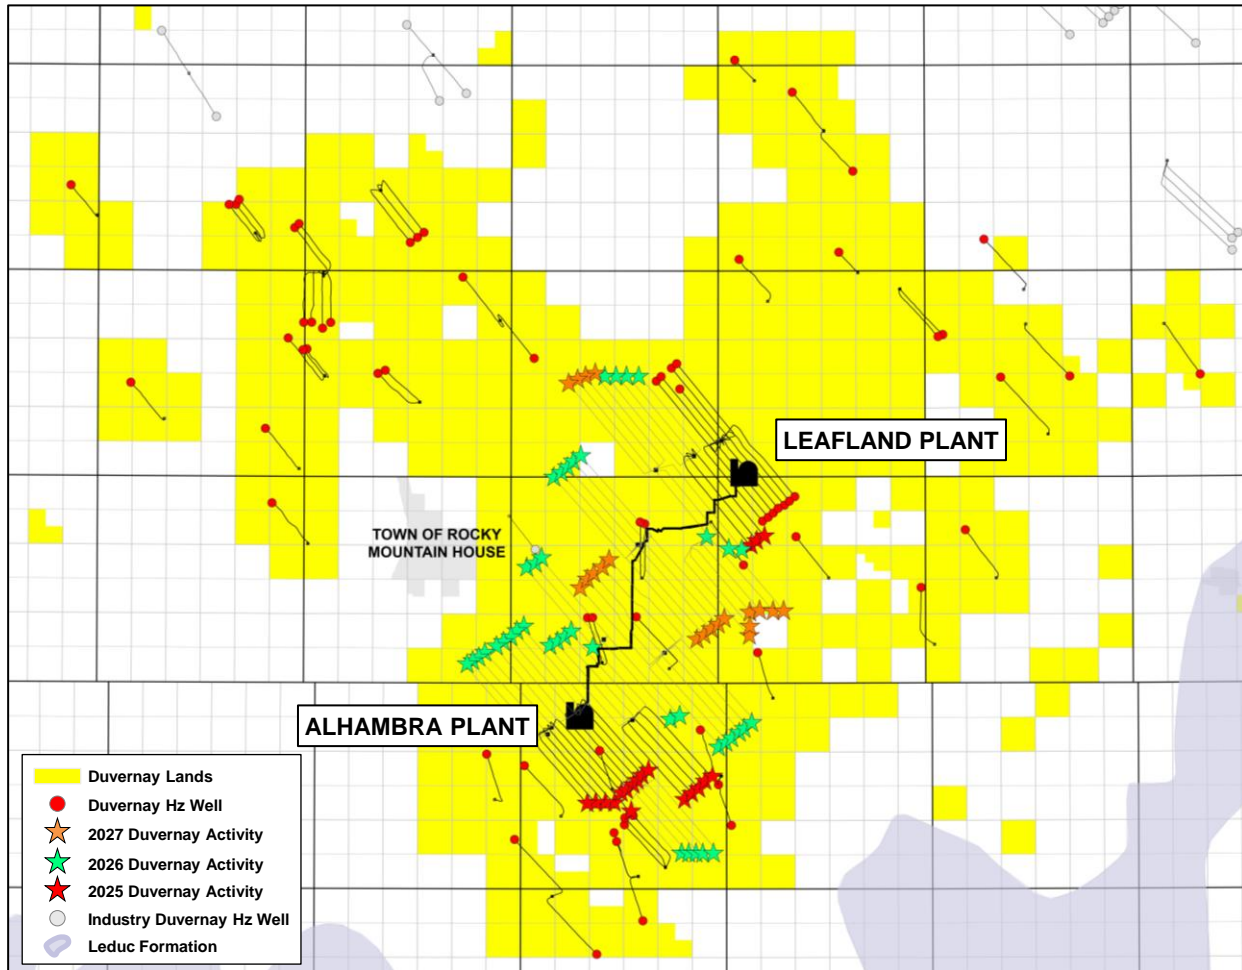 LEAFLAND PLANT
TOWN OF ROCKY
MOUNTAIN HOUSE
ALHAMBRA PLANT
Duvernay Lands
Duvernay Hz Well
2027 Duvernay Activity
2026 Duvernay Activity
2025 Duvernay Activity
Industry Duvernay Hz Well
Leduc Formation